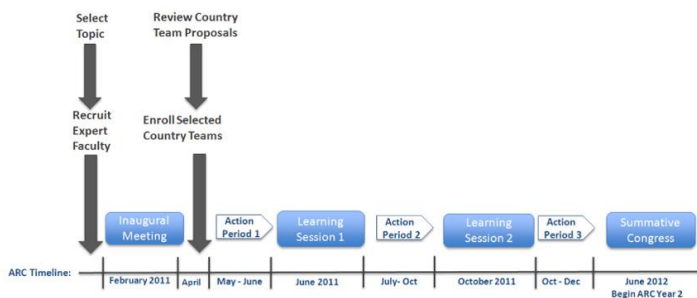 Select
Topic
Review Country
Team Proposals
Recruit
Expert
Faculty
Enroll Selected
Country Teams
Inaugural
Meeting
Action
Period 1
Learning
Session 1
Action
Period 2
Learning
Session 2
Action
Period 3
Summative
Congress
ARC Timeline:
February 2011
April
May - June
June 2011
July- Oct
October 2011
Oct - Dec
June 2012
Begin ARC Year 2